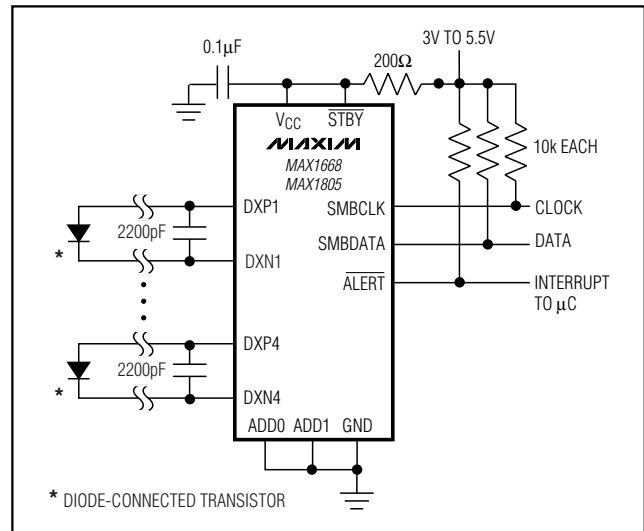 3V TO 5.5V
0.1µF
200Ω
VCC
STBY
MAXIM
MAX1668
MAX1805
10k EACH
DXP1
SMBCLK
CLOCK
2200pF
SMBDATA
DATA
*
DXN1
ALERT
INTERRUPT
TO µC
DXP4
2200pF
*
DXN4
ADD0 ADD1 GND
* DIODE-CONNECTED TRANSISTOR